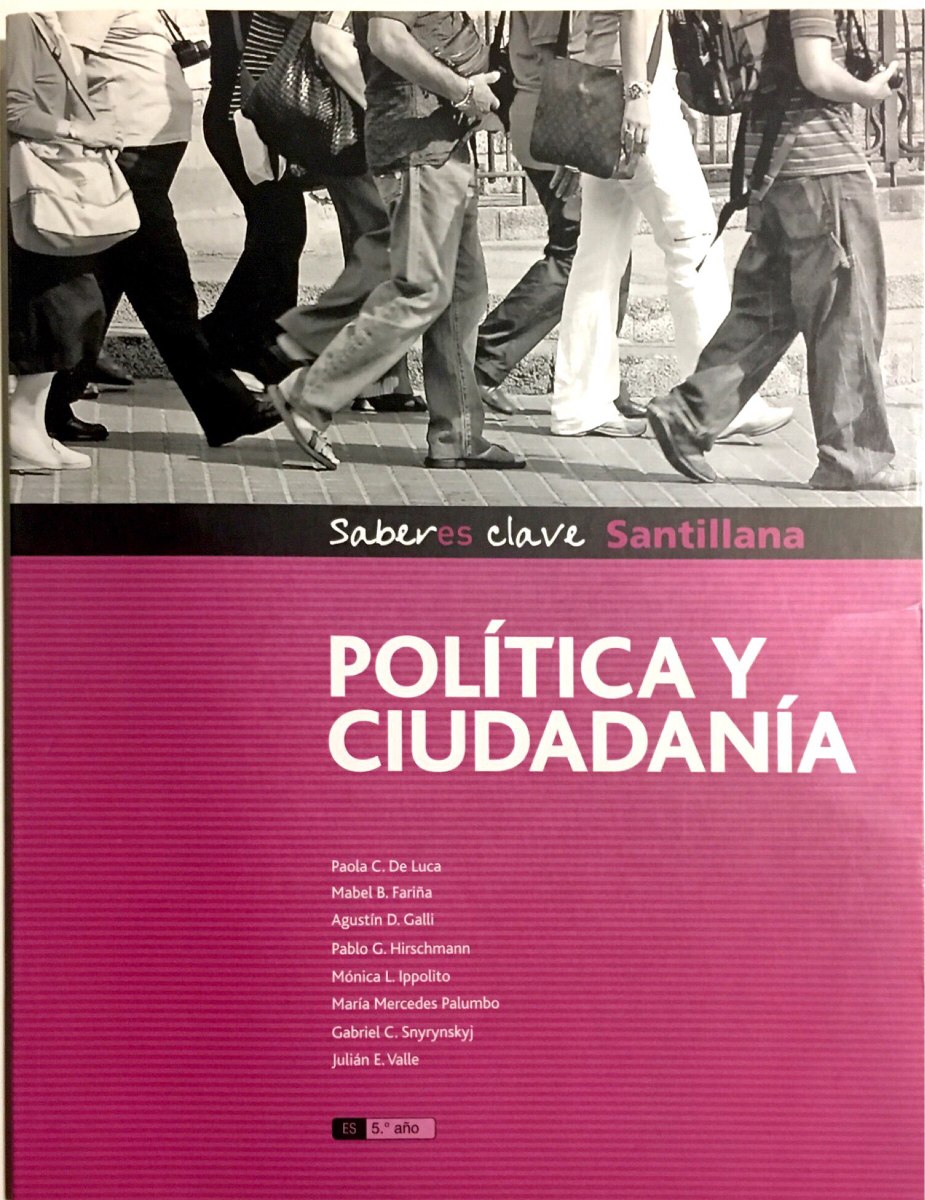 Saberes clave Santillana
POLÍTICA Y
CIUDADANÍA
Paola C. De Luca
Mabel B. Fariña
Agustín D. Galli
Pablo G. Hirschmann
Mónica L. Ippolito
María Mercedes Palumbo
Gabriel C. Snyrynskyj
Julián E. Valle
ES 5.° año